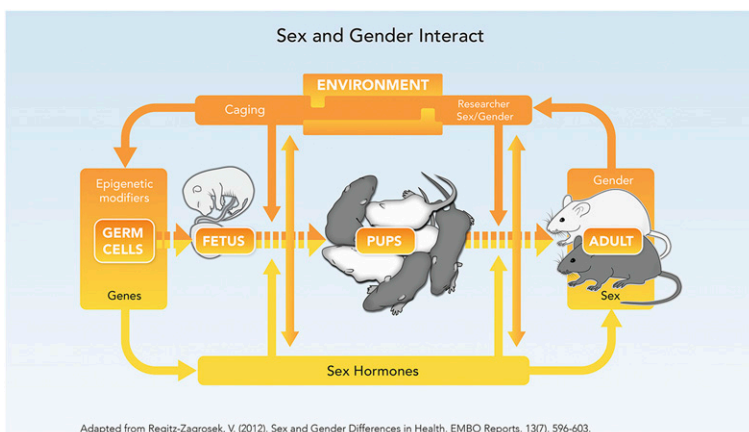 Sex and Gender Interact
ENVIRONMENT
Caging
Researcher
Sex/Gender
Epigenetic
modifiers
Gender
GERM
CELLS
FETUS
PUPS
ADULT
Genes
Sex
Sex Hormones
Adapted from Regitz-Zagrosek, V. (2012). Sex and Gender Differences in Health. EMBO Reports, 13(7), 596-603.